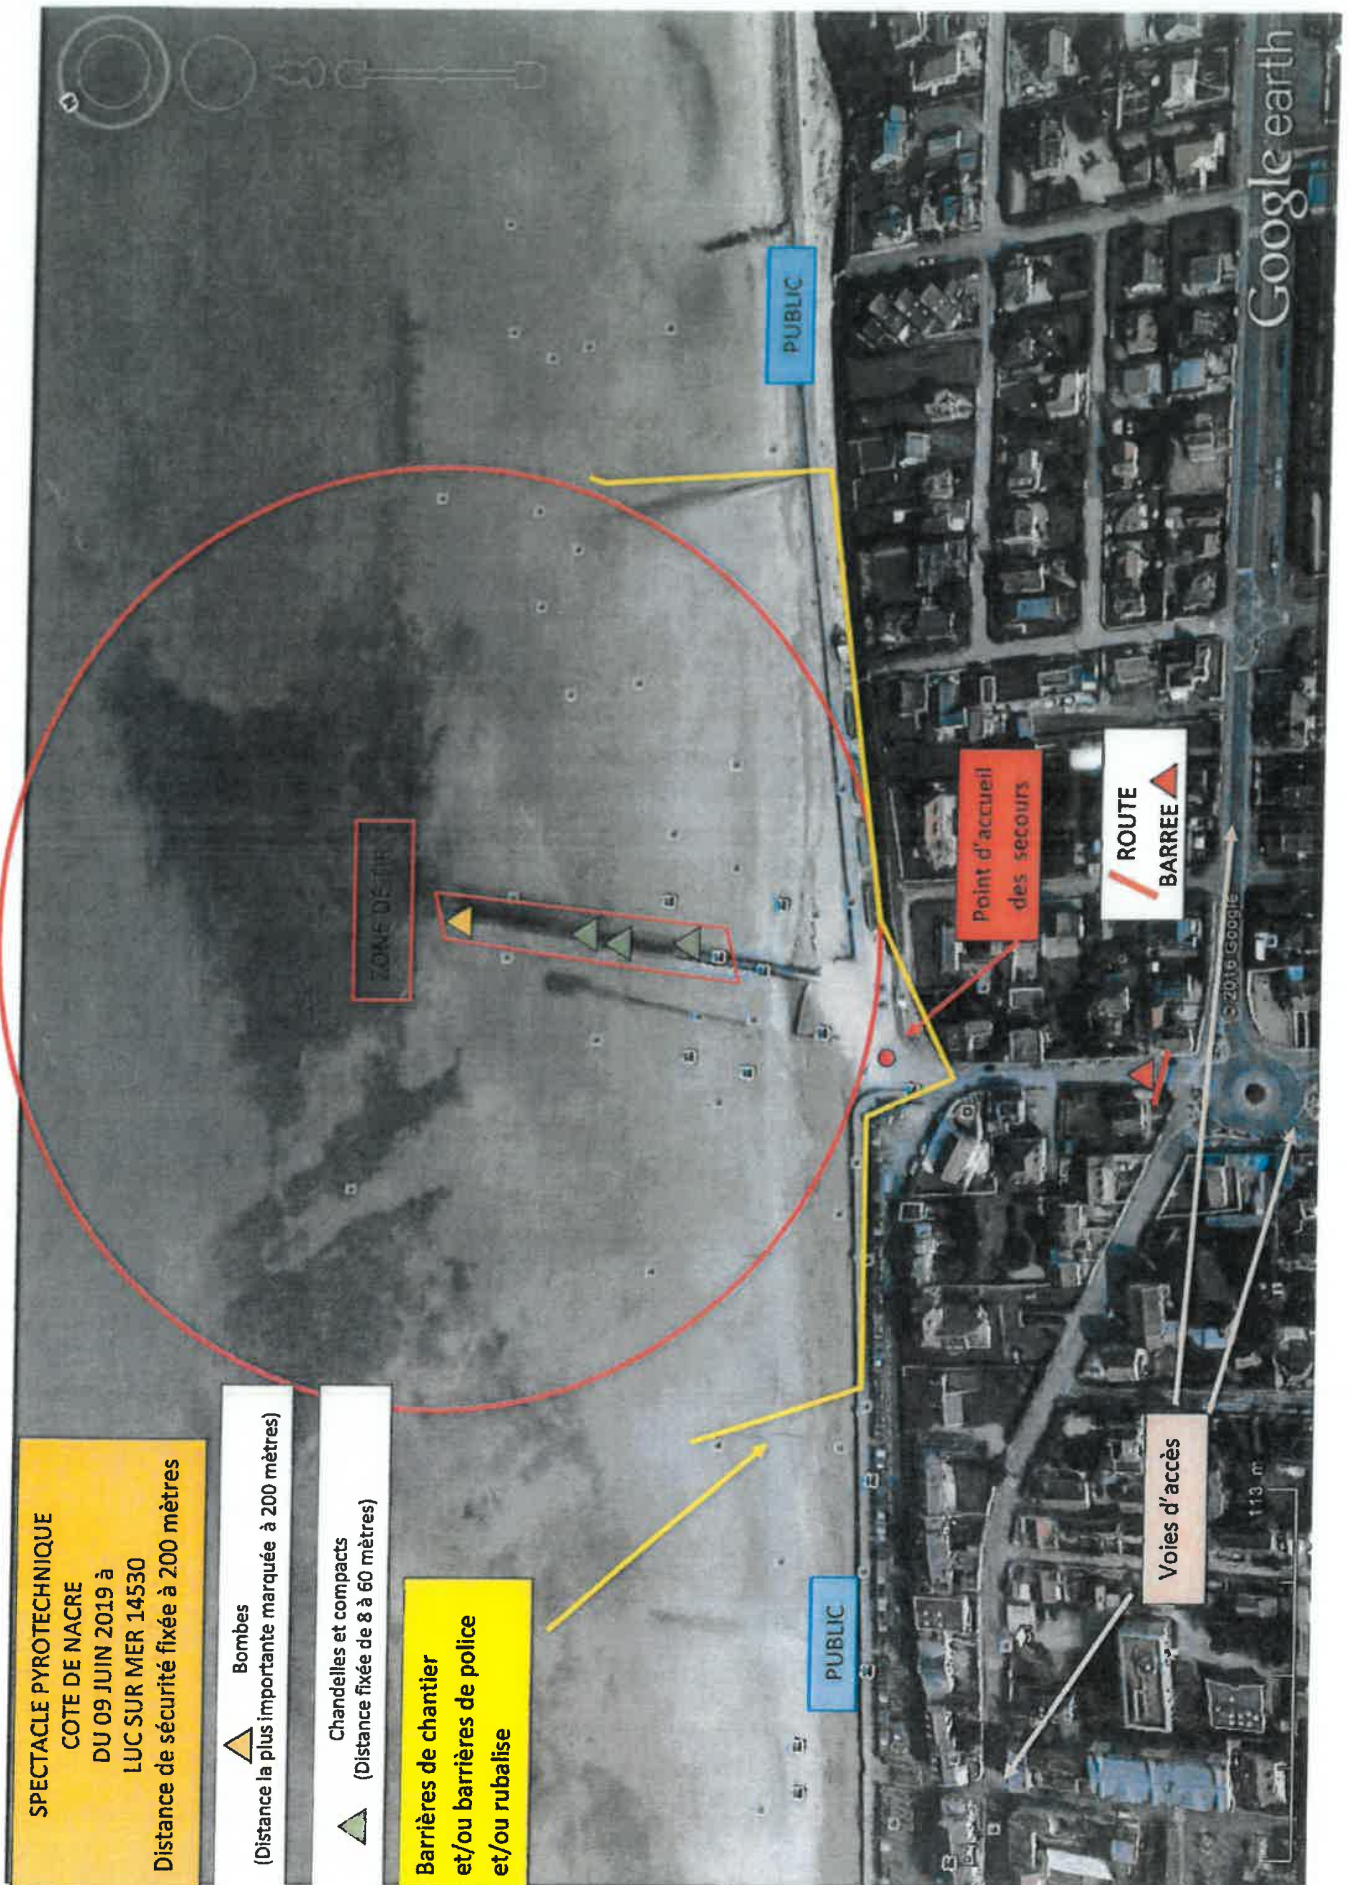 SPECTACLE PYROTECHNIQUE
COTE DE NACRE
DU 09 JUIN 2019 à
LUC SUR MER 14530
Distance de sécurité fixée à 200 mètres
Bombes
(Distance la plus importante marquée à 200 mètres)
Chandelles et compacts
(Distance fixée de 8 à 60 mètres)
Barrières de chantier
et/ou barrières de police
et/ou rubalise
ZONE DE TIR
PUBLIC
PUBLIC
Point d'accueil
des secours
ROUTE
BARREE
Voies d'accès
113 m
© 2016 Google
Google earth